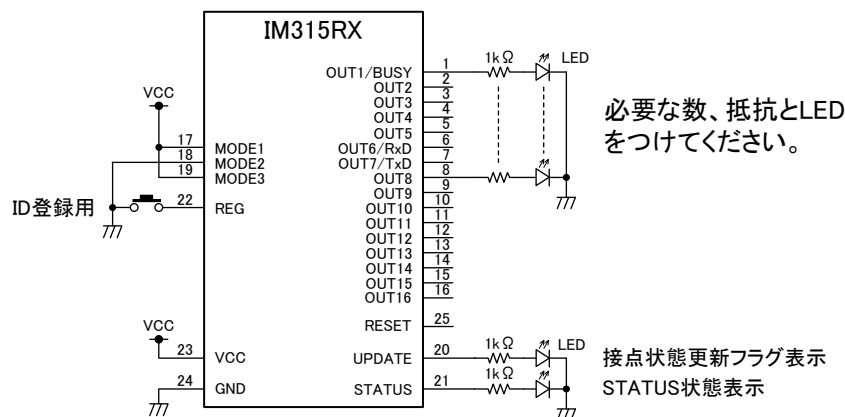 IM315RX
VCC
17 MODE1
18 MODE2
19 MODE3
ID登録用
22 REG
VCC
23 VCC
24 GND
OUT1/BUSY 1
OUT2 2
OUT3 3
OUT4 4
OUT5 5
OUT6/RxD 6
OUT7/TxD 7
OUT8 8
OUT9 9
OUT10 10
OUT11 11
OUT12 12
OUT13 13
OUT14 14
OUT15 15
OUT16 16
RESET 25
UPDATE 20
STATUS 21
1kΩ LED
必要な数、抵抗とLED
をつけてください。
1kΩ LED
接点状態更新フラグ表示
1kΩ
STATUS状態表示